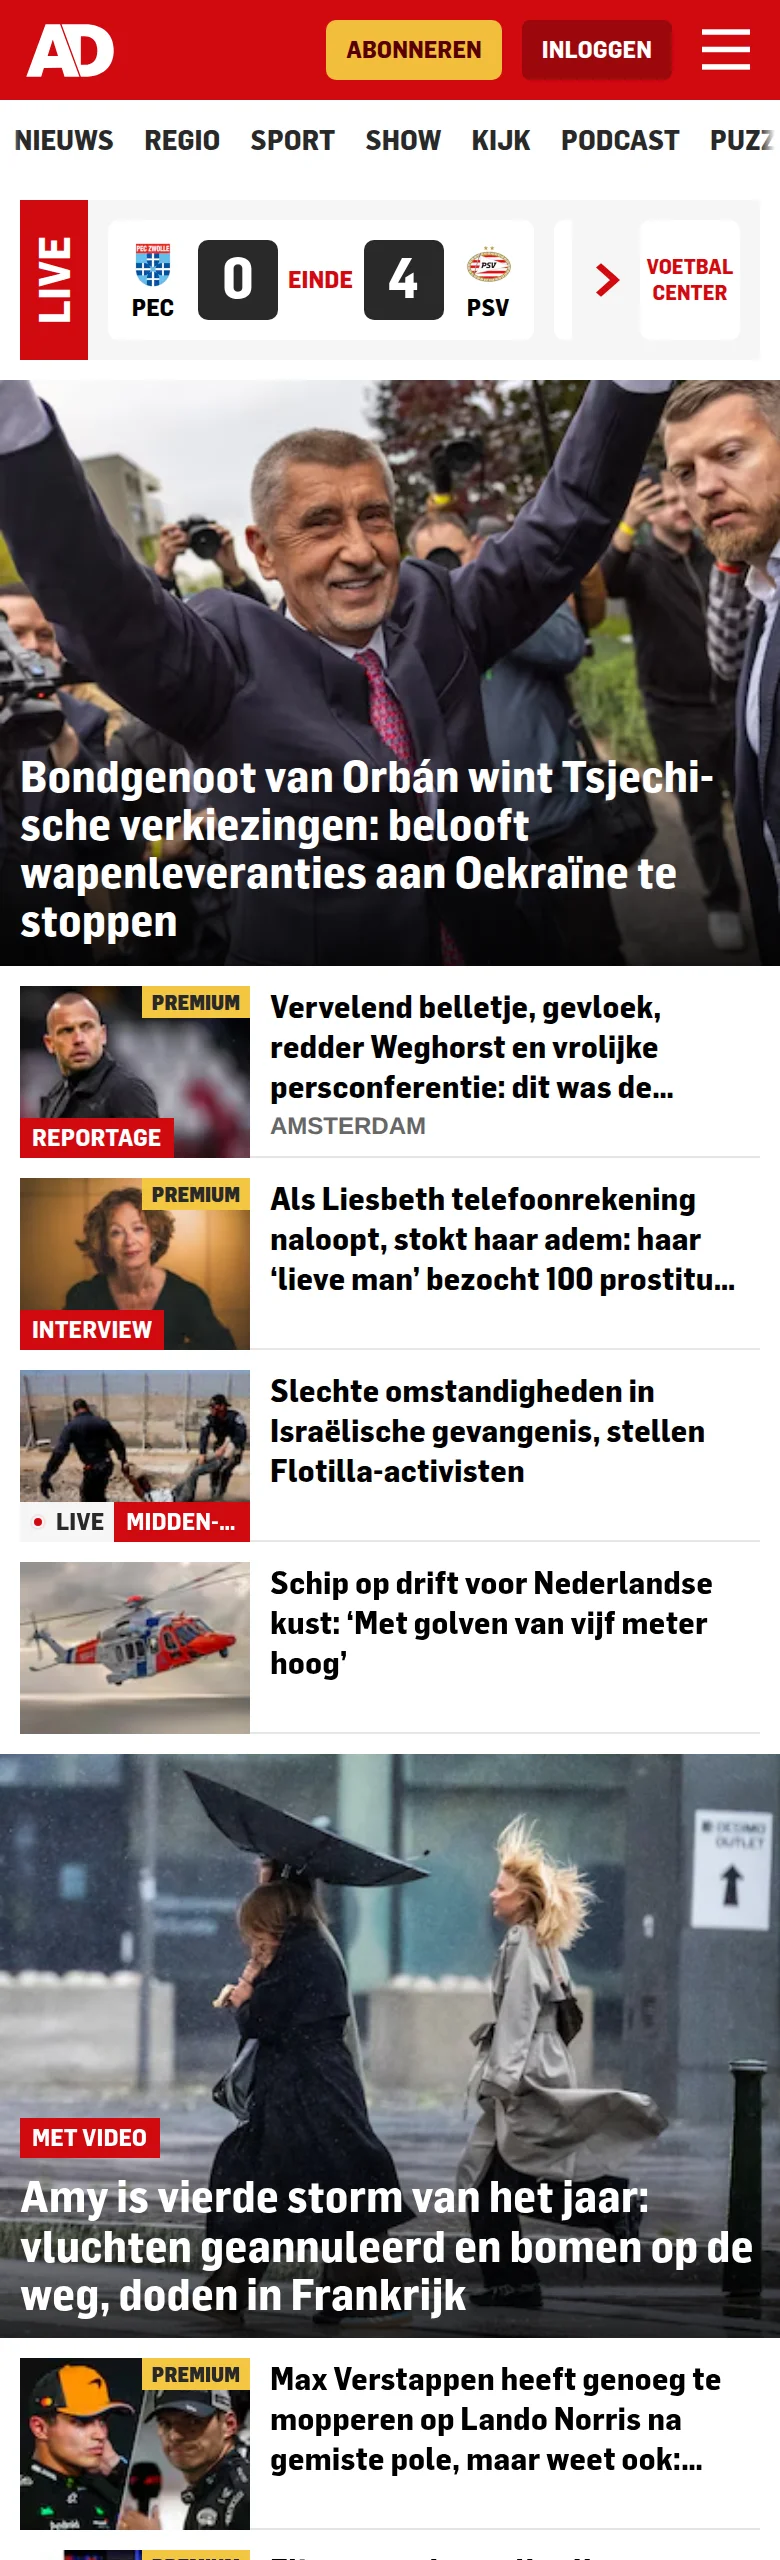 AD
ABONNEREN
INLOGGEN
NIEUWS REGIO SPORT SHOW KIJK PODCAST PUZZ
LIVE
PEC ZWOLLE
PEC
0
EINDE
4
PSV
PSV
VOETBAL
CENTER
Bondgenoot van Orbán wint Tsjechi-
sche verkiezingen: belooft
wapenleveranties aan Oekraïne te
stoppen
PREMIUM
REPORTAGE
Vervelend belletje, gevloek,
redder Weghorst en vrolijke
persconferentie: dit was de...
AMSTERDAM
PREMIUM
INTERVIEW
Als Liesbeth telefoonrekening
naloopt, stokt haar adem: haar
‘lieve man’ bezocht 100 prostitu...
LIVE MIDDEN-...
Slechte omstandigheden in
Israëlische gevangenis, stellen
Flotilla-activisten
Schip op drift voor Nederlandse
kust: ‘Met golven van vijf meter
hoog’
OUTLET
MET VIDEO
Amy is vierde storm van het jaar:
vluchten geannuleerd en bomen op de
weg, doden in Frankrijk
PREMIUM
Max Verstappen heeft genoeg te
mopperen op Lando Norris na
gemiste pole, maar weet ook:...